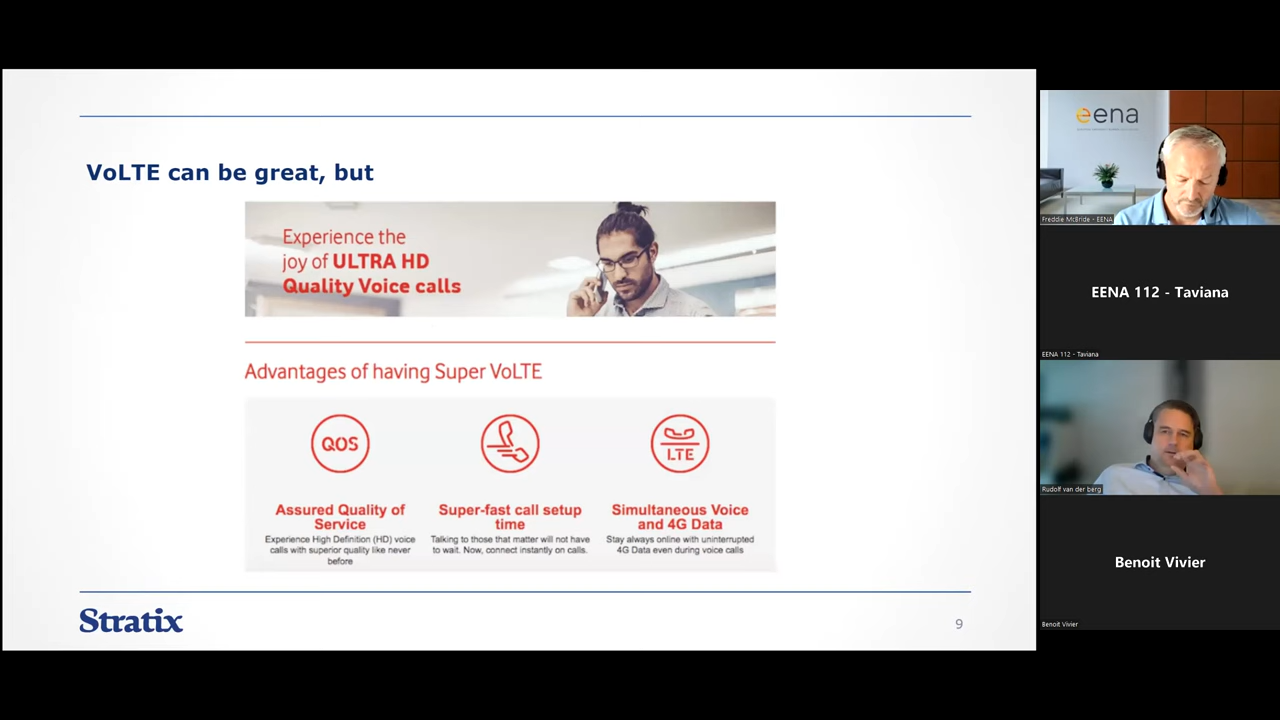 VoLTE can be great, but
Experience the
joy of ULTRA HD
Quality Voice calls
Advantages of having Super VoLTE
QOS
LTE
Assured Quality of
Service
Experience High Definition (HD) voice
calls with superior quality like never
before
Super-fast call setup
time
Talking to those that matter will not have
to wait. Now, connect instantly on calls.
Simultaneous Voice
and 4G Data
Stay always online with uninterrupted
4G Data even during voice calls
Stratix
9
eena
Freddie McBride - EENA
EENA 112 - Taviana
EENA 112 - Taviana
Rudolf van der berg
Benoit Vivier
Benoit Vivier